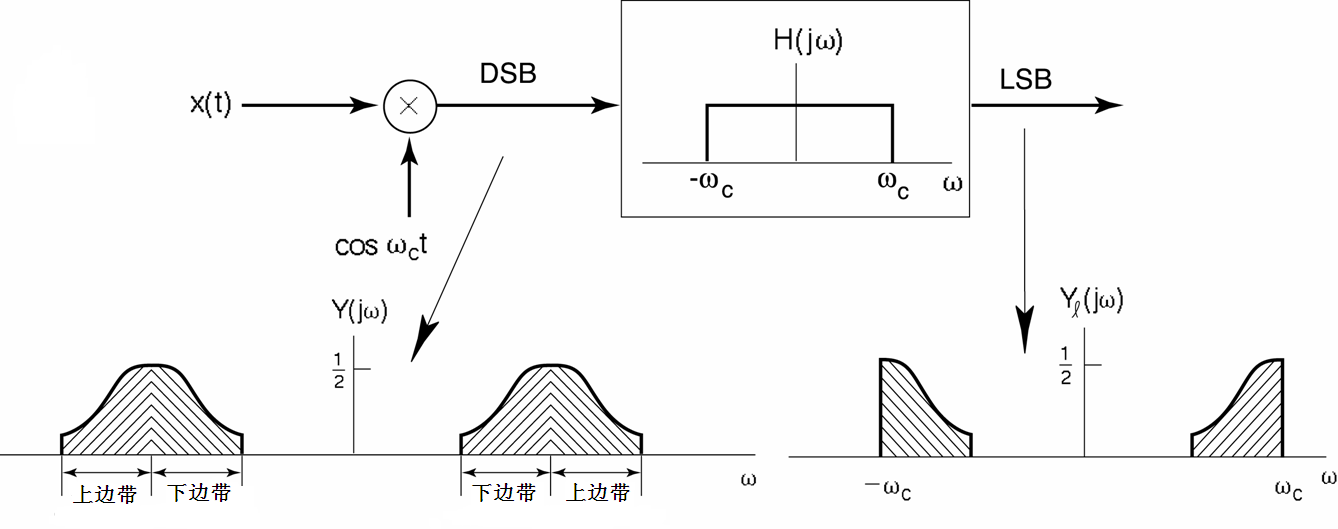 H(jω)
DSB
LSB
x(t)
×
-ωc
ωc
ω
cos ωct
Y(jω)
1/2
Yℓ(jω)
1/2
ω
上边带
下边带
下边带
上边带
-ωc
ωc
ω